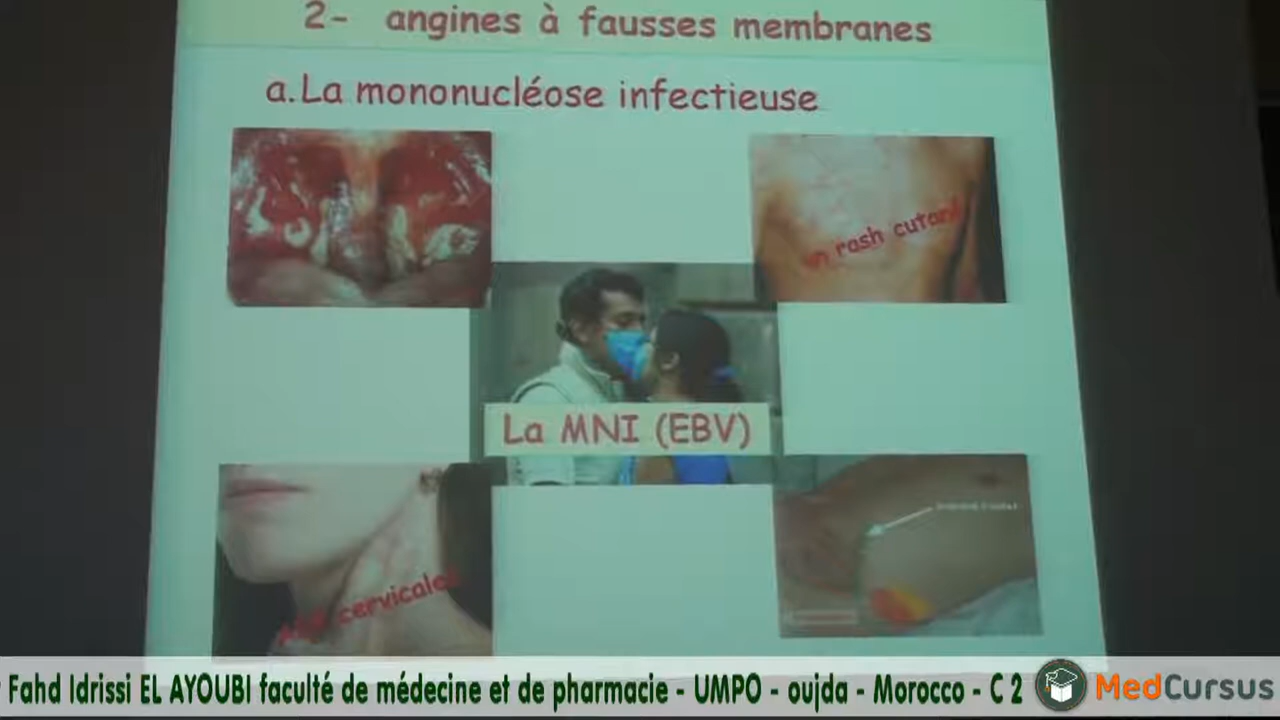 2- angines à fausses membranes
a. La mononucléose infectieuse
un rash cutané
La MNI (EBV)
cervicales
Fahd Idrissi EL AYOUBI faculté de médecine et de pharmacie - UMPO - oujda - Morocco - C 2
MedCursus